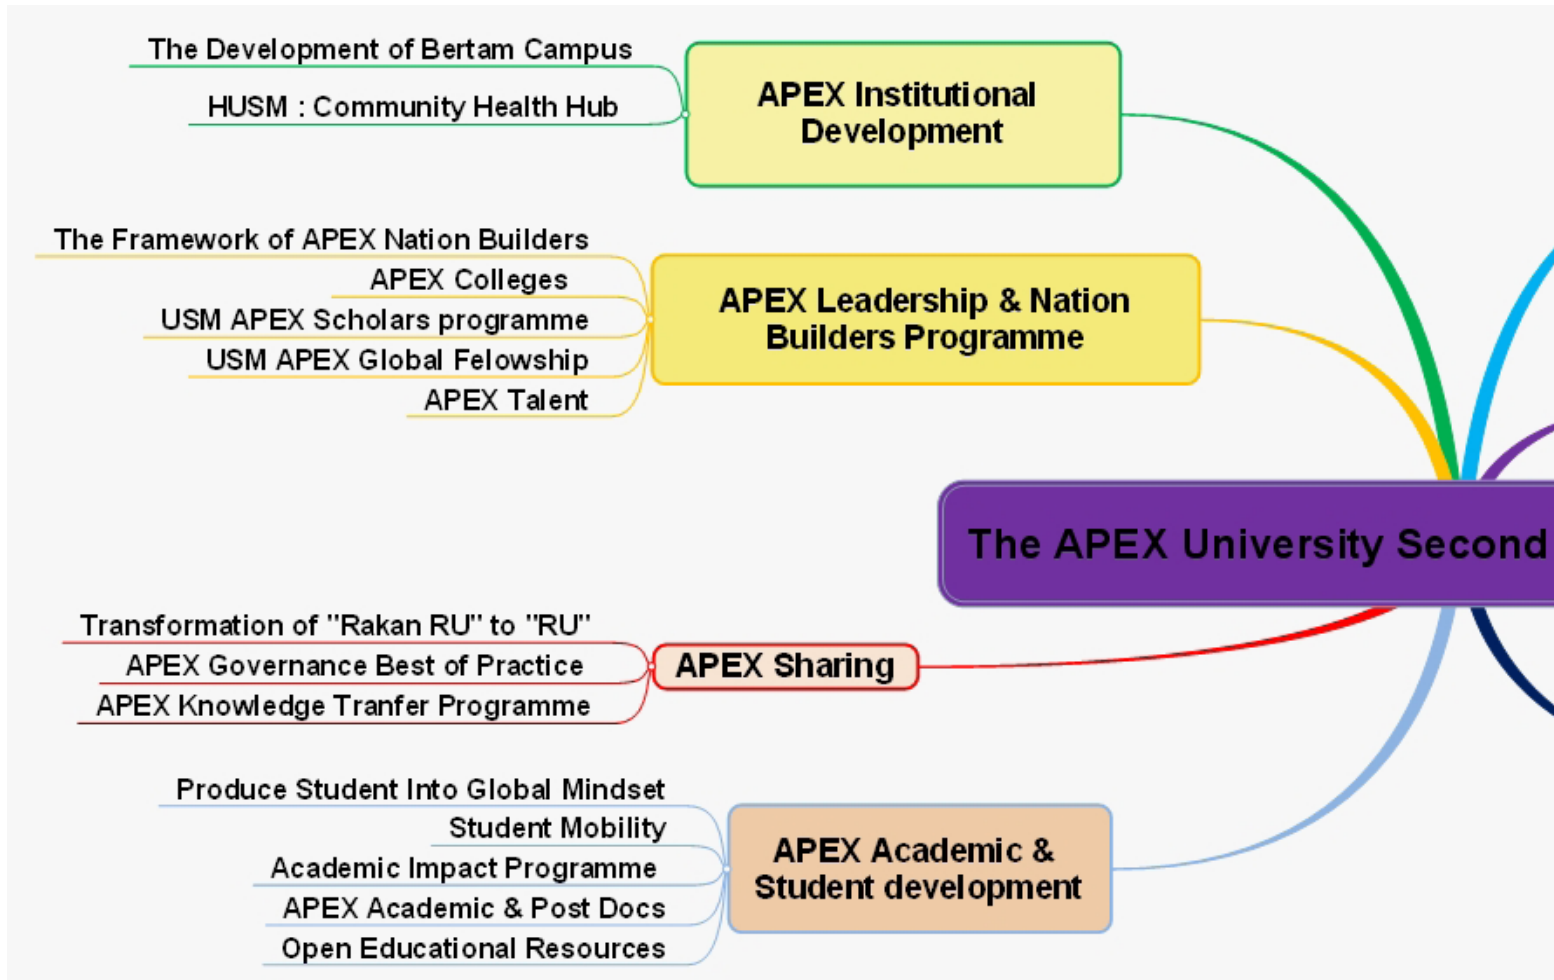 The Development of Bertam Campus
HUSM : Community Health Hub
APEX Institutional
Development
The Framework of APEX Nation Builders
APEX Colleges
USM APEX Scholars programme
USM APEX Global Felowship
APEX Talent
APEX Leadership & Nation
Builders Programme
The APEX University Second
Transformation of "Rakan RU" to "RU"
APEX Governance Best of Practice
APEX Knowledge Tranfer Programme
APEX Sharing
Produce Student Into Global Mindset
Student Mobility
Academic Impact Programme
APEX Academic & Post Docs
Open Educational Resources
APEX Academic &
Student development